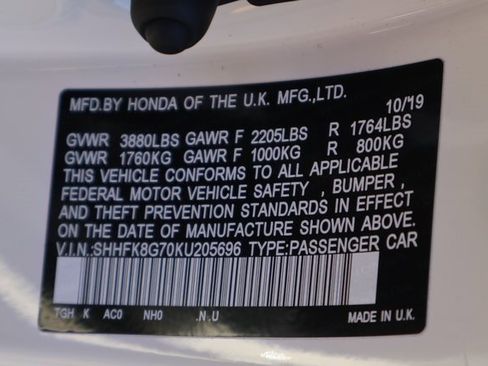 MFD.BY HONDA OF THE U.K. MFG.,LTD. 10/19
GVWR 3880LBS GAWR F 2205LBS R 1764LBS
GVWR 1760KG GAWR F 1000KG R 800KG
THIS VEHICLE CONFORMS TO ALL APPLICABLE
FEDERAL MOTOR VEHICLE SAFETY , BUMPER ,
AND THEFT PREVENTION STANDARDS IN EFFECT
ON THE DATE OF MANUFACTURE SHOWN ABOVE.
V.I.N.:SHHFK8G70KU205696 TYPE:PASSENGER CAR
TGH K AC0 NH0 .N.U MADE IN U.K.